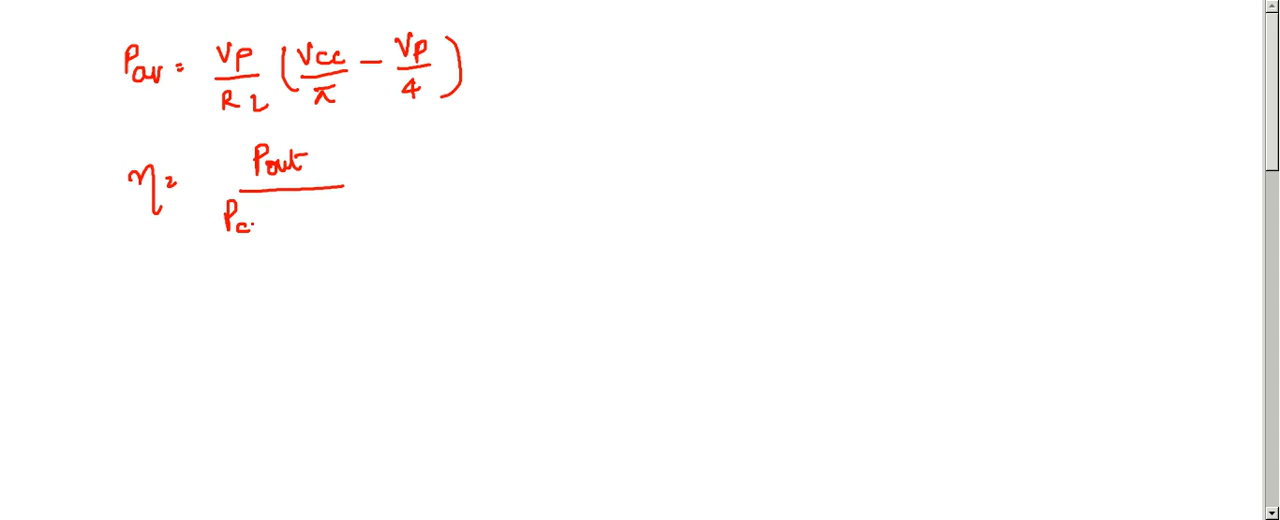 Pav = VP/RL (VCC/π − VP/4)
η = Pout/Pc.